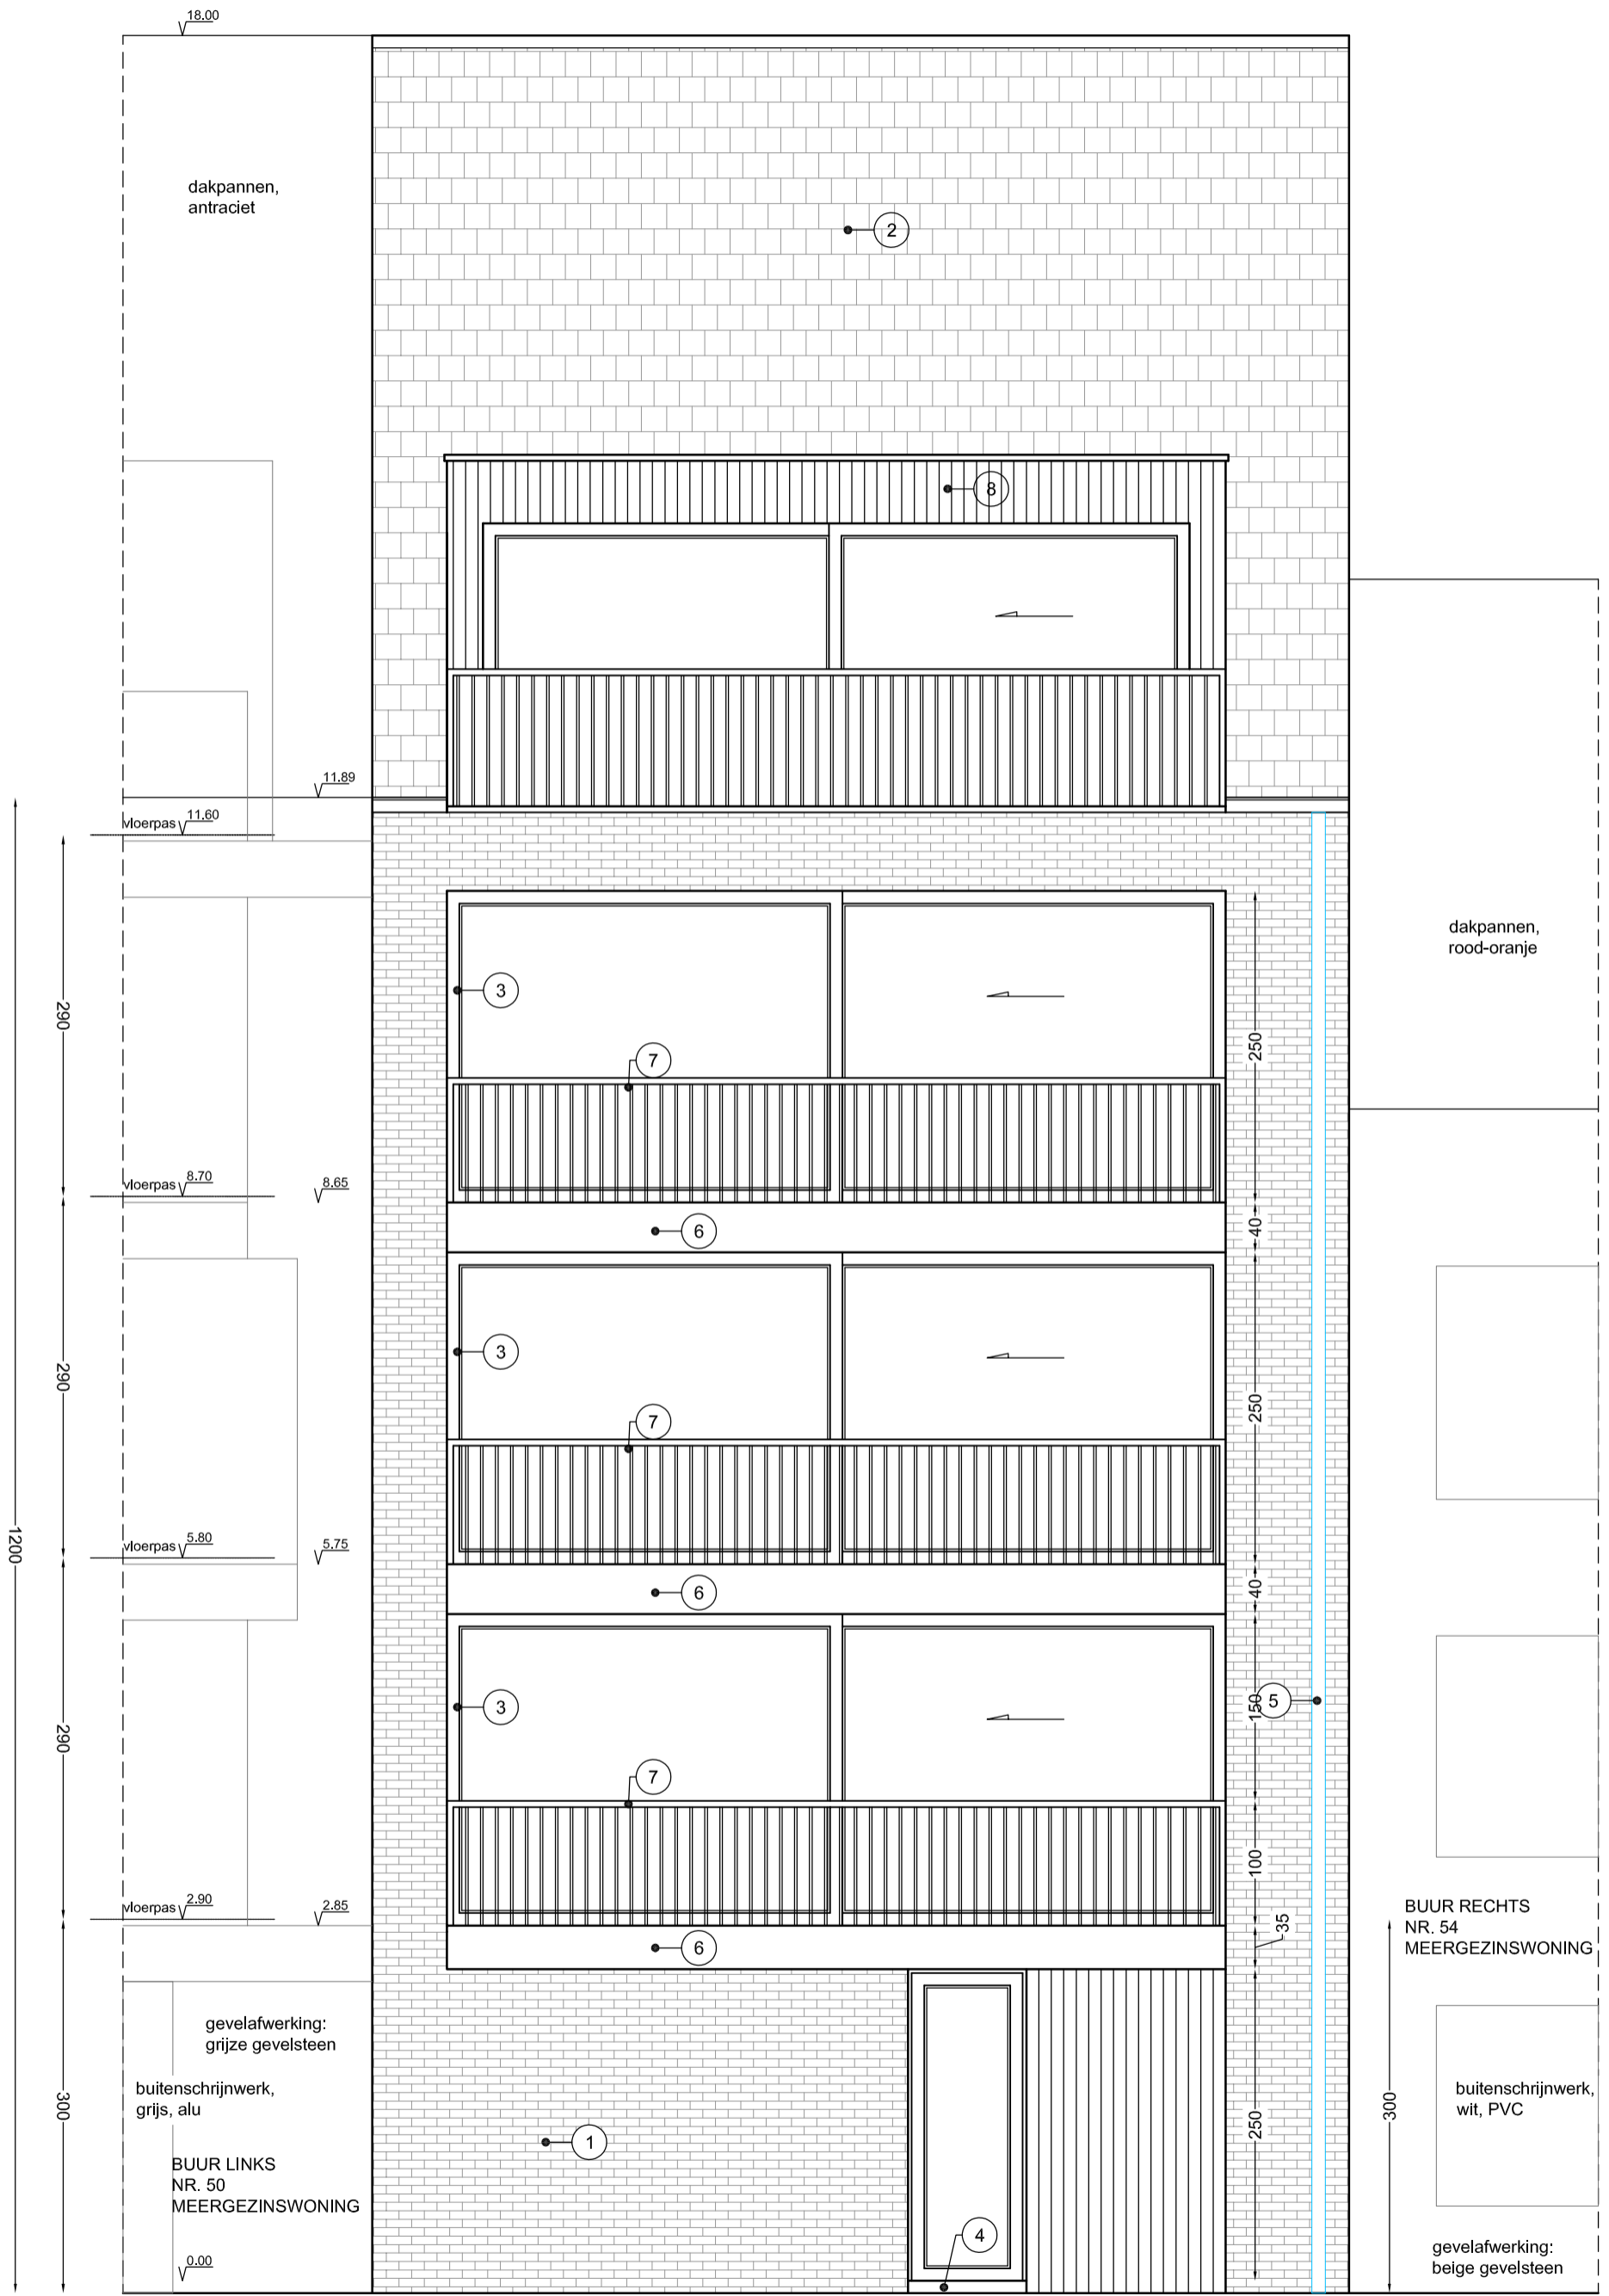 18.00
dakpannen,
antraciet
2
8
11.89
vloerpas 11.60
dakpannen,
rood-oranje
3
290
250
7
vloerpas 8.70
8.65
6
40
3
290
250
7
1200
vloerpas 5.80
5.75
6
40
3
150
5
290
7
100
vloerpas 2.90
2.85
BUUR RECHTS
NR. 54
MEERGEZINSWONING
35
6
gevelafwerking:
grijze gevelsteen
buitenschrijnwerk,
grijs, alu
buitenschrijnwerk,
wit, PVC
300
250
300
1
BUUR LINKS
NR. 50
MEERGEZINSWONING
4
0.00
gevelafwerking:
beige gevelsteen